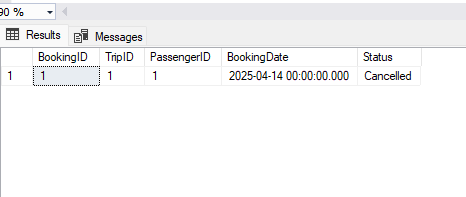 90 %
Results Messages
BookingID TripID PassengerID BookingDate Status
1 1 1 1 2025-04-14 00:00:00.000 Cancelled